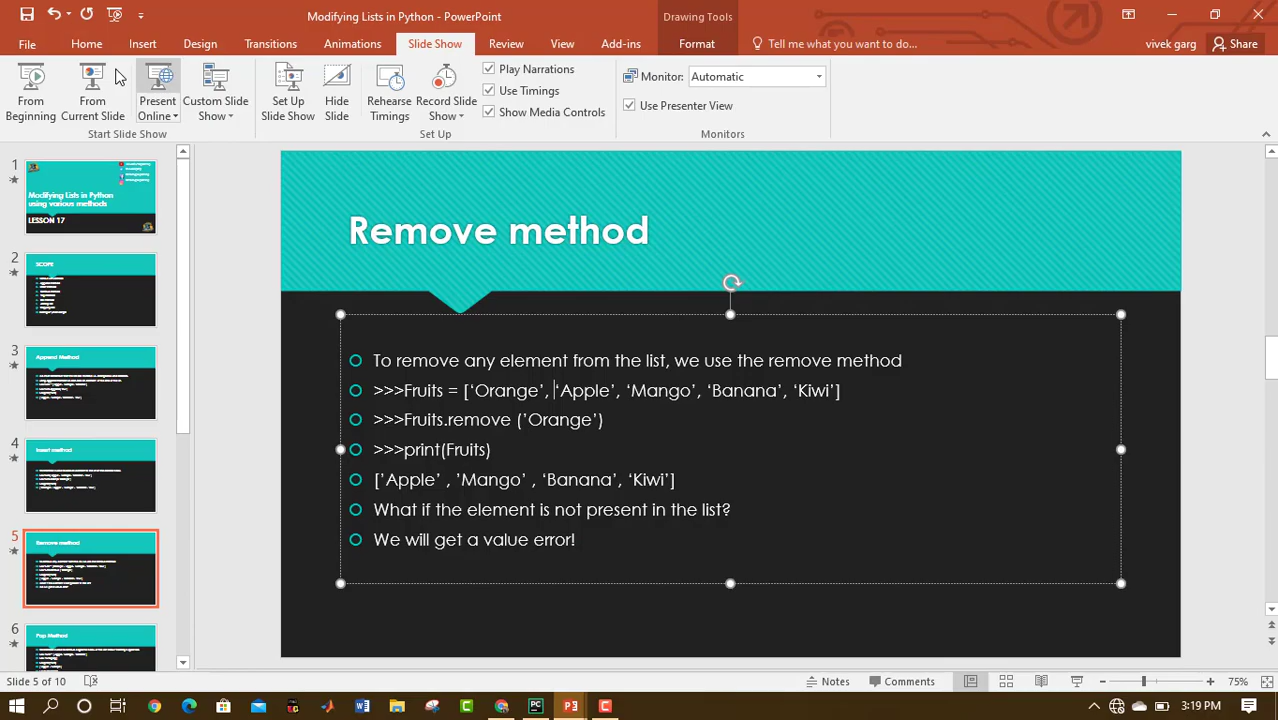 Modifying Lists in Python - PowerPoint
Drawing Tools
File
Home
Insert
Design
Transitions
Animations
Slide Show
Review
View
Add-ins
Format
Tell me what you want to do...
vivek garg
Share
From Beginning
From Current Slide
Present Online
Custom Slide Show
Set Up Slide Show
Hide Slide
Rehearse Timings
Record Slide Show
Play Narrations
Use Timings
Show Media Controls
Monitor: Automatic
Use Presenter View
Start Slide Show
Set Up
Monitors
1
Modifying Lists in Python
using various methods
LESSON 17
2
SCOPE
3
Append Method
4
Insert method
5
Remove method
6
Pop Method
Remove method
To remove any element from the list, we use the remove method
>>>Fruits = [‘Orange’, ‘Apple’, ‘Mango’, ‘Banana’, ‘Kiwi’]
>>>Fruits.remove (’Orange’)
>>>print(Fruits)
[’Apple’ , ’Mango’ , ‘Banana’, ‘Kiwi’]
What if the element is not present in the list?
We will get a value error!
Slide 5 of 10
Notes
Comments
75%
3:19 PM